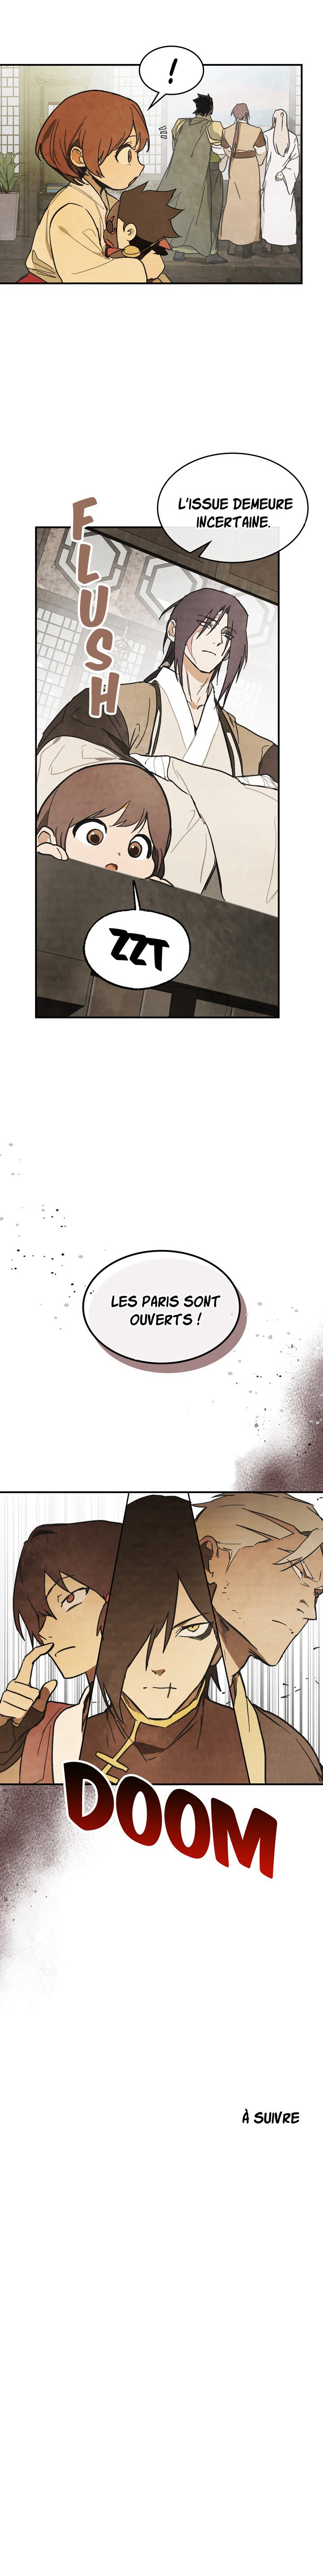 !
L'ISSUE DEMEURE
INCERTAINE.
FLUSH
ZZT
LES PARIS SONT
OUVERTS !
DOOM
À SUIVRE